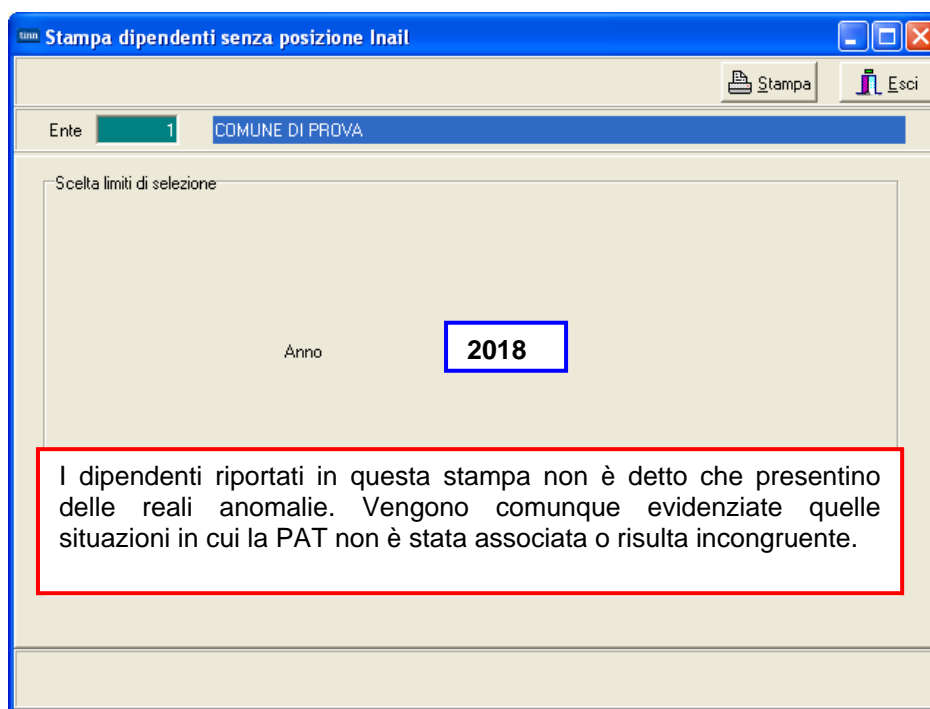 tinn Stampa dipendenti senza posizione Inail
Stampa Esci
Ente 1 COMUNE DI PROVA
Scelta limiti di selezione
Anno 2018
I dipendenti riportati in questa stampa non è detto che presentino
delle reali anomalie. Vengono comunque evidenziate quelle
situazioni in cui la PAT non è stata associata o risulta incongruente.